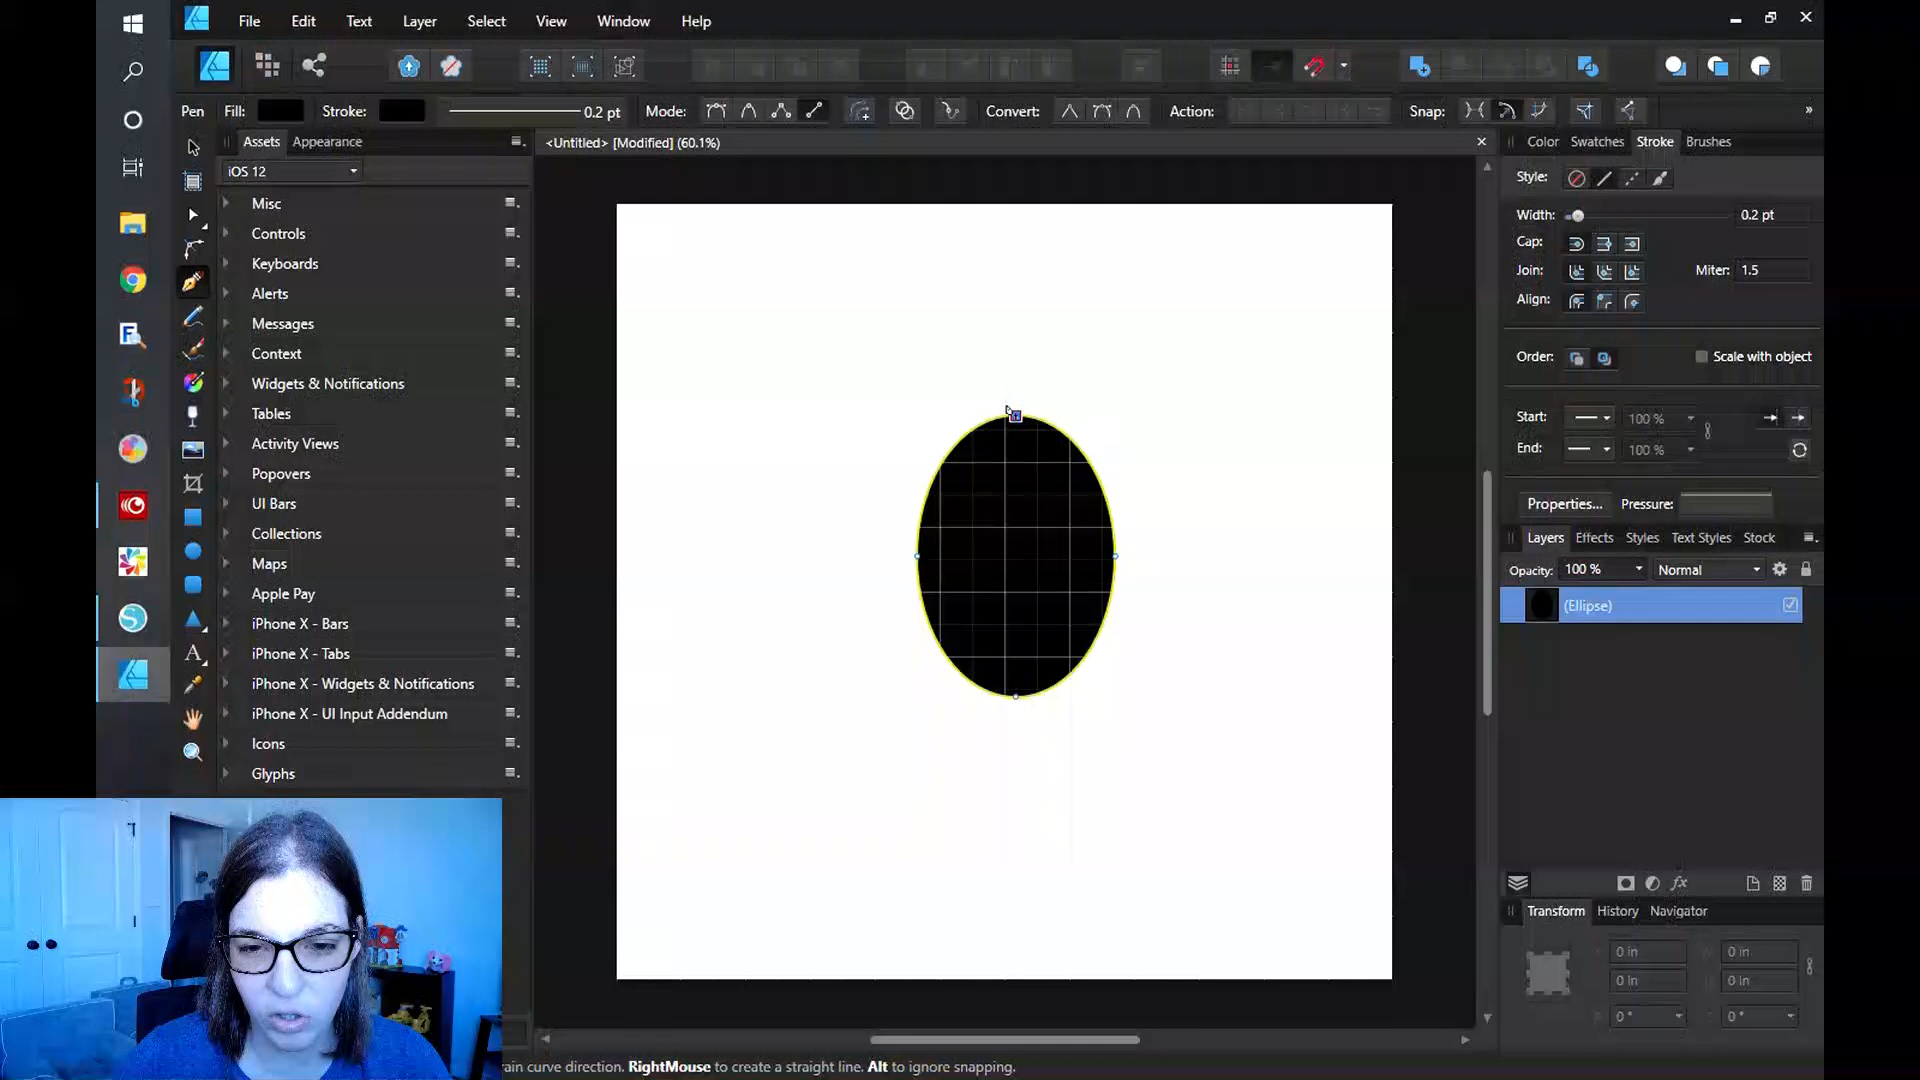 File Edit Text Layer Select View Window Help
Pen Fill: Stroke: 0.2 pt Mode: Convert: Action: Snap: »
Assets Appearance
<Untitled> [Modified] (60.1%)
Color Swatches Stroke Brushes
iOS 12
Style:
Misc
Width: 0.2 pt
Controls
Cap:
Keyboards
Join: Miter: 1.5
Alerts
Align:
Messages
Context
Order: Scale with object
Widgets & Notifications
Tables
Start: 100 %
Activity Views
End: 100 %
Popovers
UI Bars
Properties... Pressure:
Collections
Layers Effects Styles Text Styles Stock
Maps
Opacity: 100 % Normal
Apple Pay
(Ellipse)
iPhone X - Bars
iPhone X - Tabs
iPhone X - Widgets & Notifications
iPhone X - UI Input Addendum
Icons
Glyphs
Transform History Navigator
0 in 0 in
0 in 0 in
0 ° 0 °
curve direction. RightMouse to create a straight line. Alt to ignore snapping.